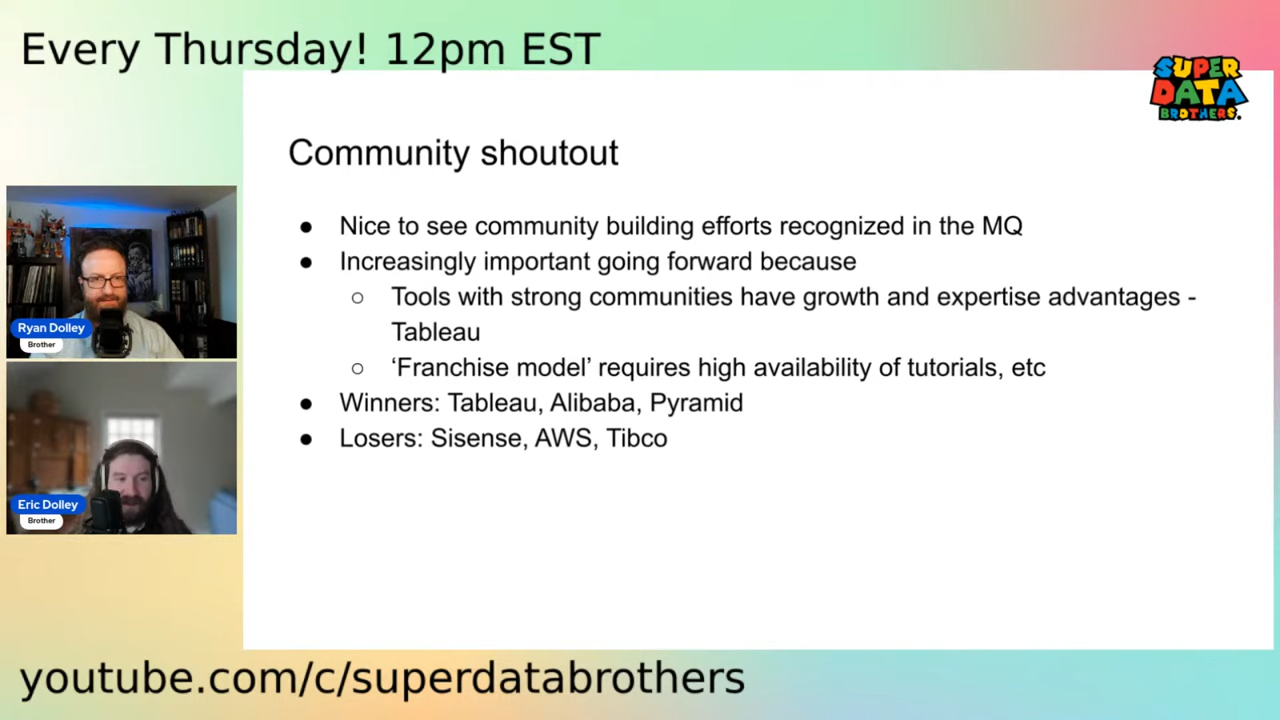 Every Thursday! 12pm EST
SUPER
DATA
BROTHERS.
Community shoutout
● Nice to see community building efforts recognized in the MQ
● Increasingly important going forward because
○ Tools with strong communities have growth and expertise advantages -
Tableau
○ ‘Franchise model’ requires high availability of tutorials, etc
● Winners: Tableau, Alibaba, Pyramid
● Losers: Sisense, AWS, Tibco
Ryan Dolley
Brother
Eric Dolley
Brother
youtube.com/c/superdatabrothers